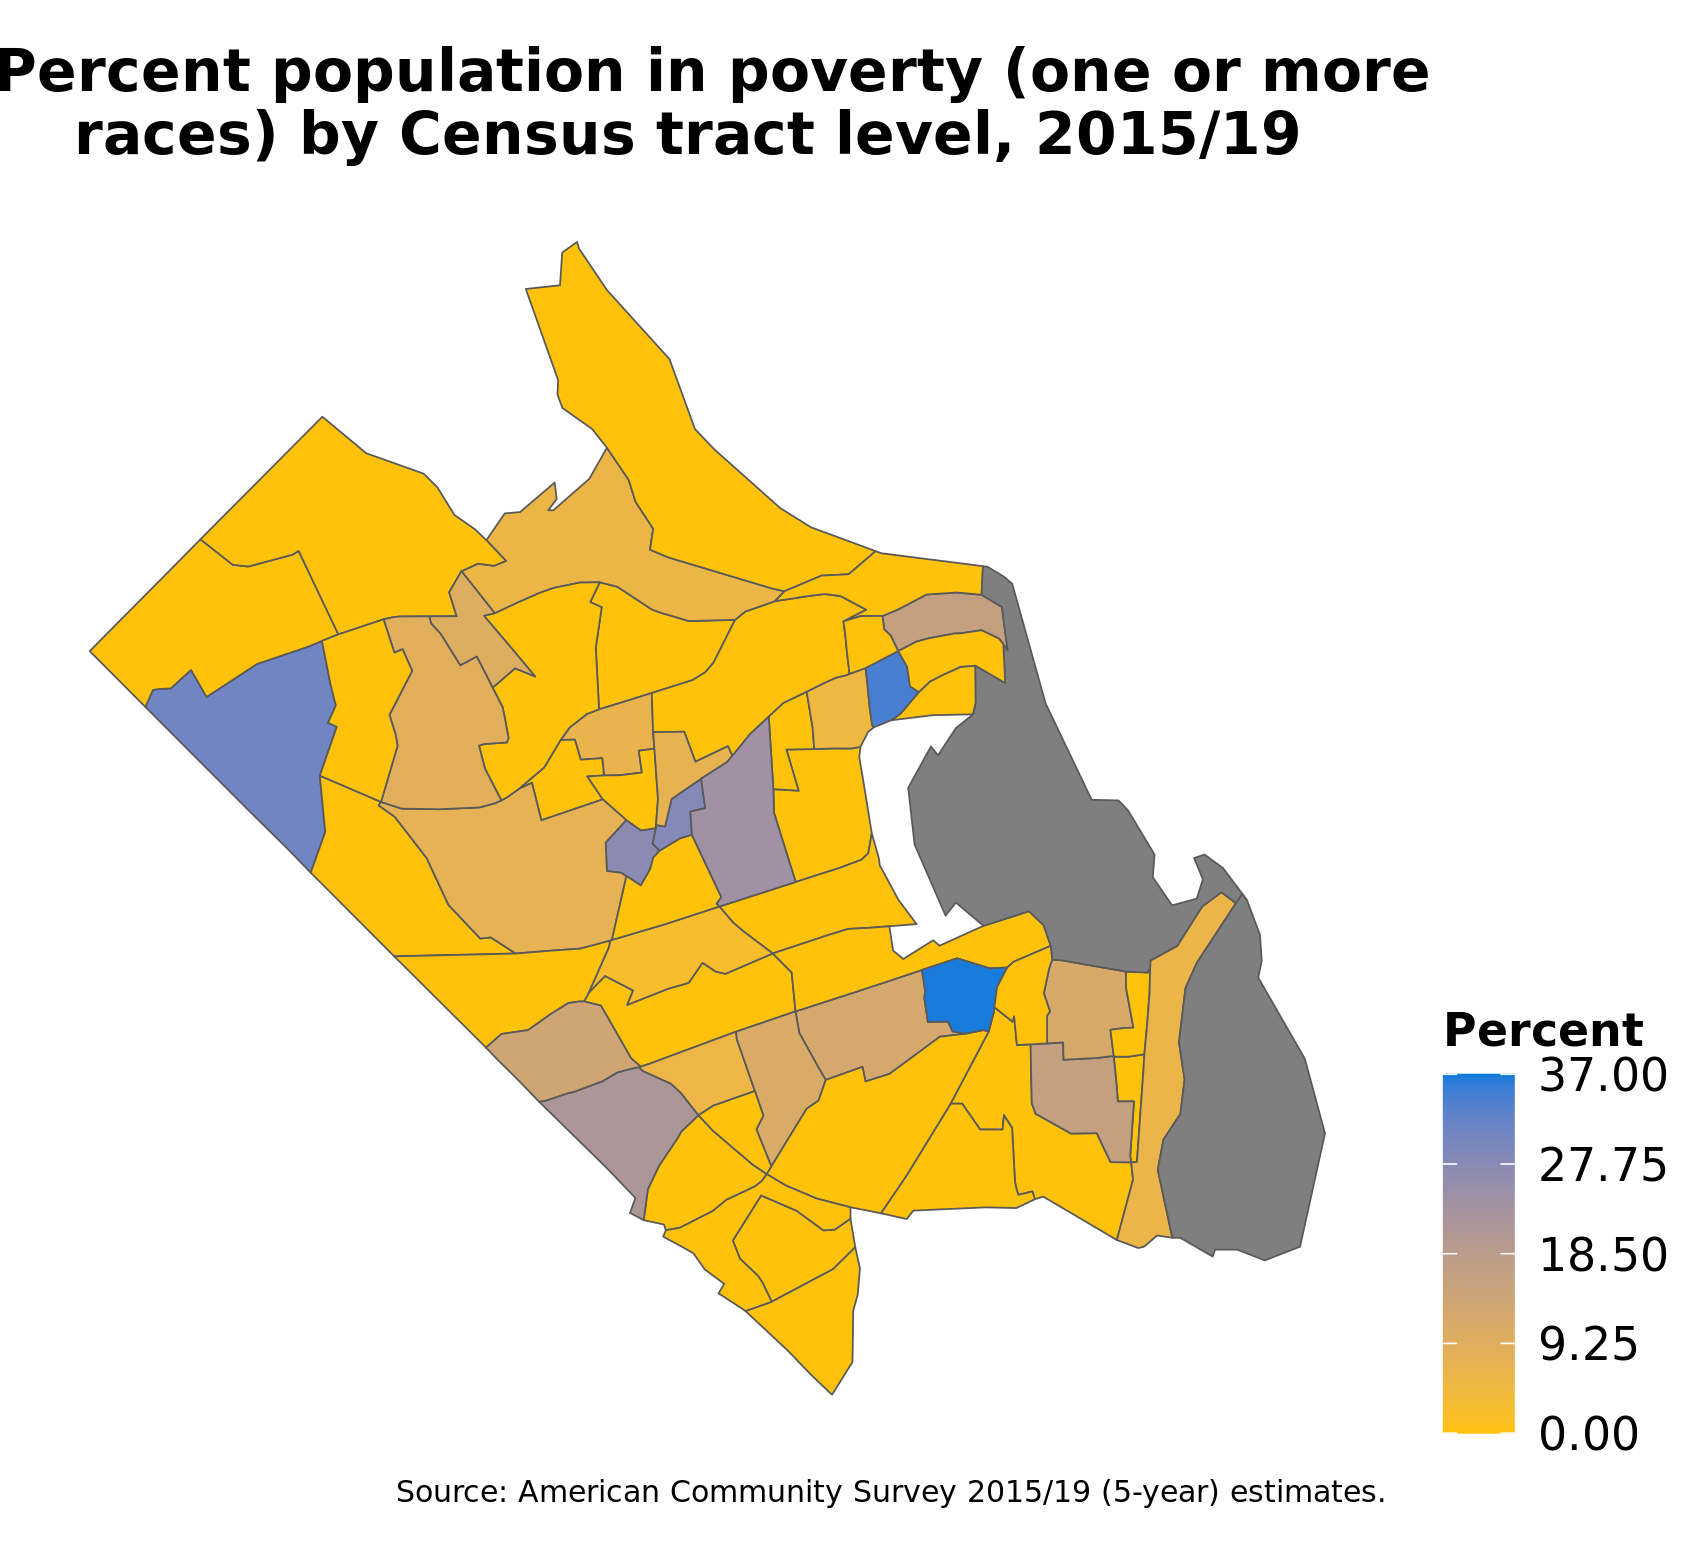 Percent population in poverty (one or more
races) by Census tract level, 2015/19
Percent
37.00
27.75
18.50
9.25
0.00
Source: American Community Survey 2015/19 (5-year) estimates.